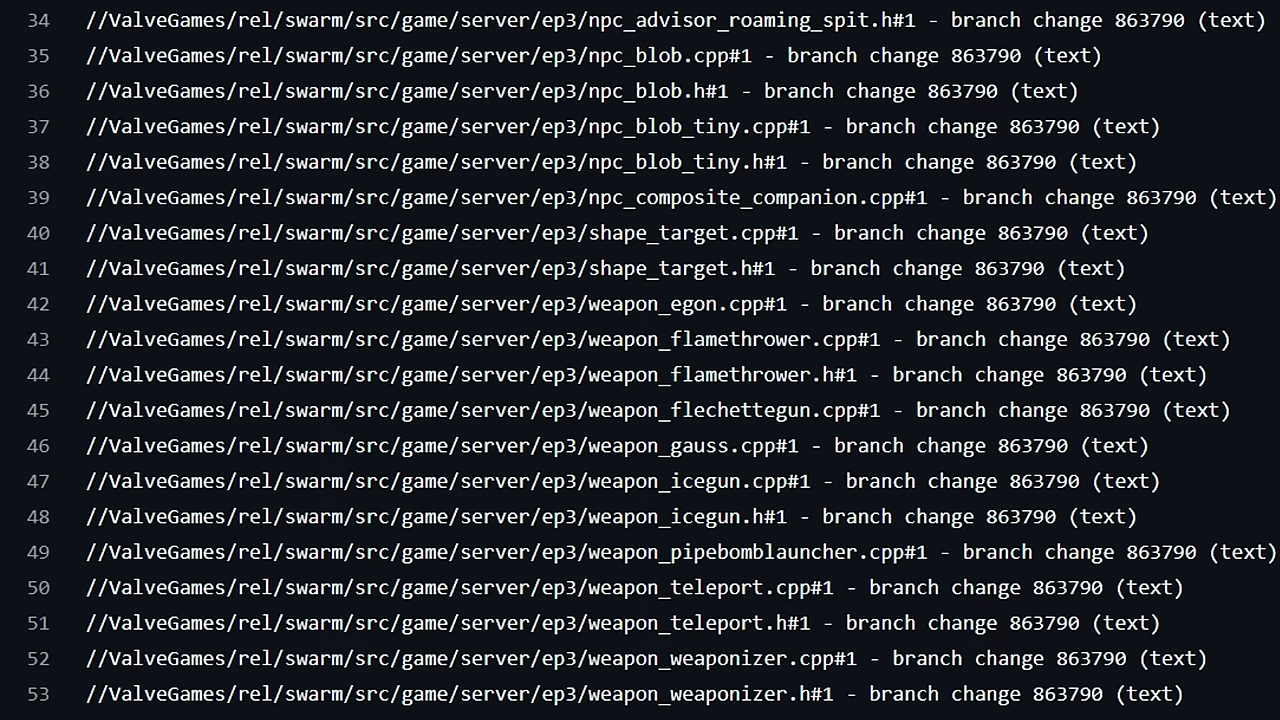 34 //ValveGames/rel/swarm/src/game/server/ep3/npc_advisor_roaming_spit.h#1 - branch change 863790 (text)
35 //ValveGames/rel/swarm/src/game/server/ep3/npc_blob.cpp#1 - branch change 863790 (text)
36 //ValveGames/rel/swarm/src/game/server/ep3/npc_blob.h#1 - branch change 863790 (text)
37 //ValveGames/rel/swarm/src/game/server/ep3/npc_blob_tiny.cpp#1 - branch change 863790 (text)
38 //ValveGames/rel/swarm/src/game/server/ep3/npc_blob_tiny.h#1 - branch change 863790 (text)
39 //ValveGames/rel/swarm/src/game/server/ep3/npc_composite_companion.cpp#1 - branch change 863790 (text)
40 //ValveGames/rel/swarm/src/game/server/ep3/shape_target.cpp#1 - branch change 863790 (text)
41 //ValveGames/rel/swarm/src/game/server/ep3/shape_target.h#1 - branch change 863790 (text)
42 //ValveGames/rel/swarm/src/game/server/ep3/weapon_egon.cpp#1 - branch change 863790 (text)
43 //ValveGames/rel/swarm/src/game/server/ep3/weapon_flamethrower.cpp#1 - branch change 863790 (text)
44 //ValveGames/rel/swarm/src/game/server/ep3/weapon_flamethrower.h#1 - branch change 863790 (text)
45 //ValveGames/rel/swarm/src/game/server/ep3/weapon_flechettegun.cpp#1 - branch change 863790 (text)
46 //ValveGames/rel/swarm/src/game/server/ep3/weapon_gauss.cpp#1 - branch change 863790 (text)
47 //ValveGames/rel/swarm/src/game/server/ep3/weapon_icegun.cpp#1 - branch change 863790 (text)
48 //ValveGames/rel/swarm/src/game/server/ep3/weapon_icegun.h#1 - branch change 863790 (text)
49 //ValveGames/rel/swarm/src/game/server/ep3/weapon_pipebomblauncher.cpp#1 - branch change 863790 (text)
50 //ValveGames/rel/swarm/src/game/server/ep3/weapon_teleport.cpp#1 - branch change 863790 (text)
51 //ValveGames/rel/swarm/src/game/server/ep3/weapon_teleport.h#1 - branch change 863790 (text)
52 //ValveGames/rel/swarm/src/game/server/ep3/weapon_weaponizer.cpp#1 - branch change 863790 (text)
53 //ValveGames/rel/swarm/src/game/server/ep3/weapon_weaponizer.h#1 - branch change 863790 (text)